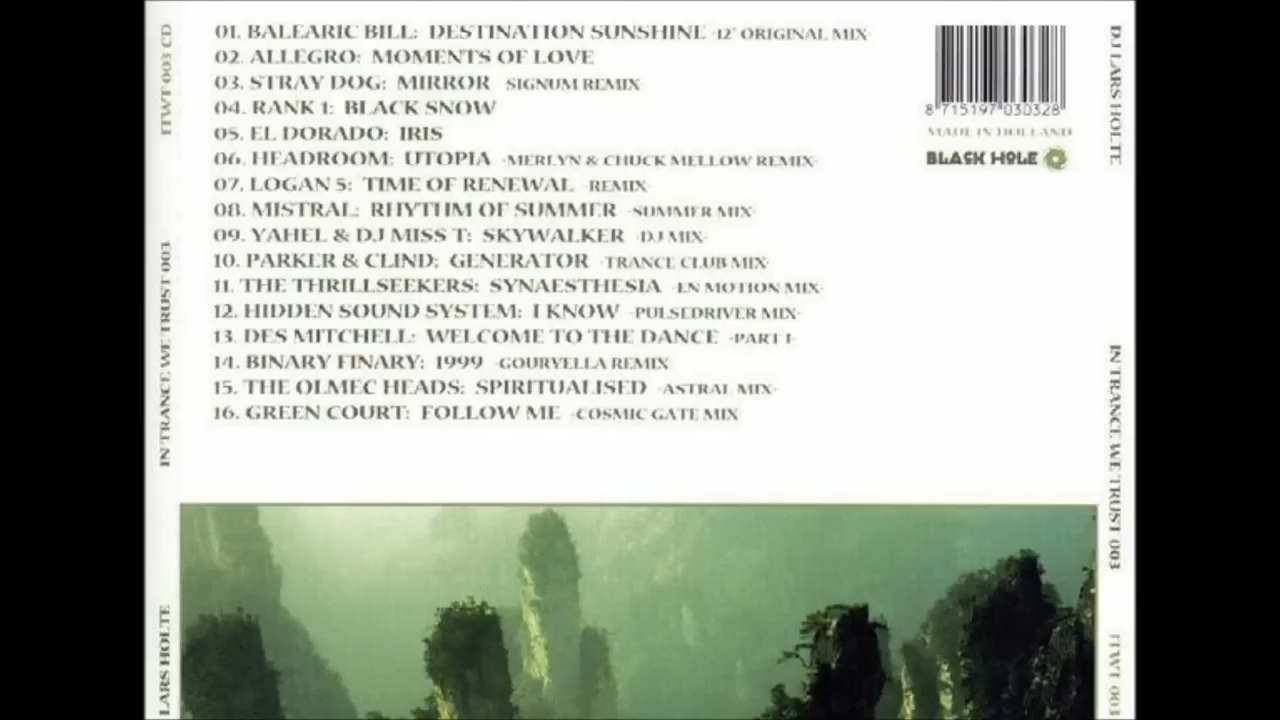 01. BALEARIC BILL: DESTINATION SUNSHINE -12" ORIGINAL MIX-
02. ALLEGRO: MOMENTS OF LOVE
03. STRAY DOG: MIRROR SIGNUM REMIX
04. RANK 1: BLACK SNOW
05. EL DORADO: IRIS
06. HEADROOM: UTOPIA -MERLYN & CHUCK MELLOW REMIX-
07. LOGAN 5: TIME OF RENEWAL -REMIX-
08. MISTRAL: RHYTHM OF SUMMER -SUMMER MIX-
09. YAHEL & DJ MISS T: SKYWALKER -DJ MIX-
10. PARKER & CLIND: GENERATOR -TRANCE CLUB MIX-
11. THE THRILLSEEKERS: SYNAESTHESIA -EN MOTION MIX-
12. HIDDEN SOUND SYSTEM: I KNOW -PULSEDRIVER MIX-
13. DES MITCHELL: WELCOME TO THE DANCE -PART 1-
14. BINARY FINARY: 1999 -GOURYELLA REMIX
15. THE OLMEC HEADS: SPIRITUALISED -ASTRAL MIX-
16. GREEN COURT: FOLLOW ME -COSMIC GATE MIX
8 715197 030328
MADE IN HOLLAND
BLACK HOLE
LARS HOLTE
IN TRANCE WE TRUST 003
ITWT 003 CD
DJ LARS HOLTE
IN TRANCE WE TRUST 003
ITWT 003